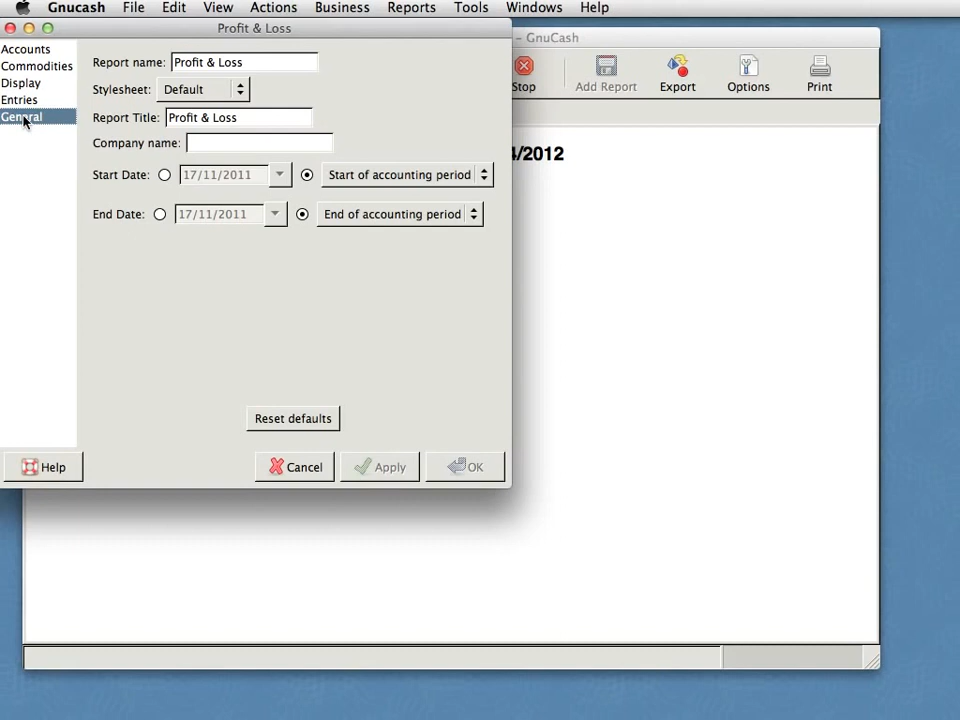 Gnucash File Edit View Actions Business Reports Tools Windows Help
Profit & Loss
- GnuCash
Accounts
Commodities
Display
Entries
General
Report name: Profit & Loss
Stylesheet: Default
Report Title: Profit & Loss
Company name:
Start Date: 17/11/2011 Start of accounting period
End Date: 17/11/2011 End of accounting period
Reset defaults
Help Cancel Apply OK
Stop Add Report Export Options Print
4/2012